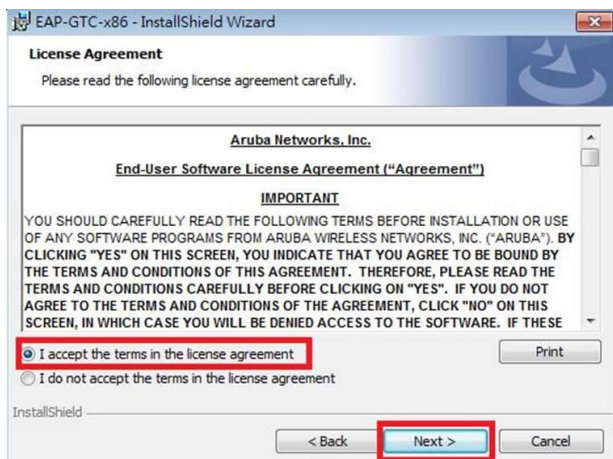 EAP-GTC-x86 - InstallShield Wizard
License Agreement
Please read the following license agreement carefully.
Aruba Networks, Inc.
End-User Software License Agreement (“Agreement”)
IMPORTANT
YOU SHOULD CAREFULLY READ THE FOLLOWING TERMS BEFORE INSTALLATION OR USE
OF ANY SOFTWARE PROGRAMS FROM ARUBA WIRELESS NETWORKS, INC. (“ARUBA”). BY
CLICKING "YES" ON THIS SCREEN, YOU INDICATE THAT YOU AGREE TO BE BOUND BY
THE TERMS AND CONDITIONS OF THIS AGREEMENT. THEREFORE, PLEASE READ THE
TERMS AND CONDITIONS CAREFULLY BEFORE CLICKING ON "YES". IF YOU DO NOT
AGREE TO THE TERMS AND CONDITIONS OF THE AGREEMENT, CLICK "NO" ON THIS
SCREEN, IN WHICH CASE YOU WILL BE DENIED ACCESS TO THE SOFTWARE. IF THESE
I accept the terms in the license agreement
Print
I do not accept the terms in the license agreement
InstallShield
< Back
Next >
Cancel